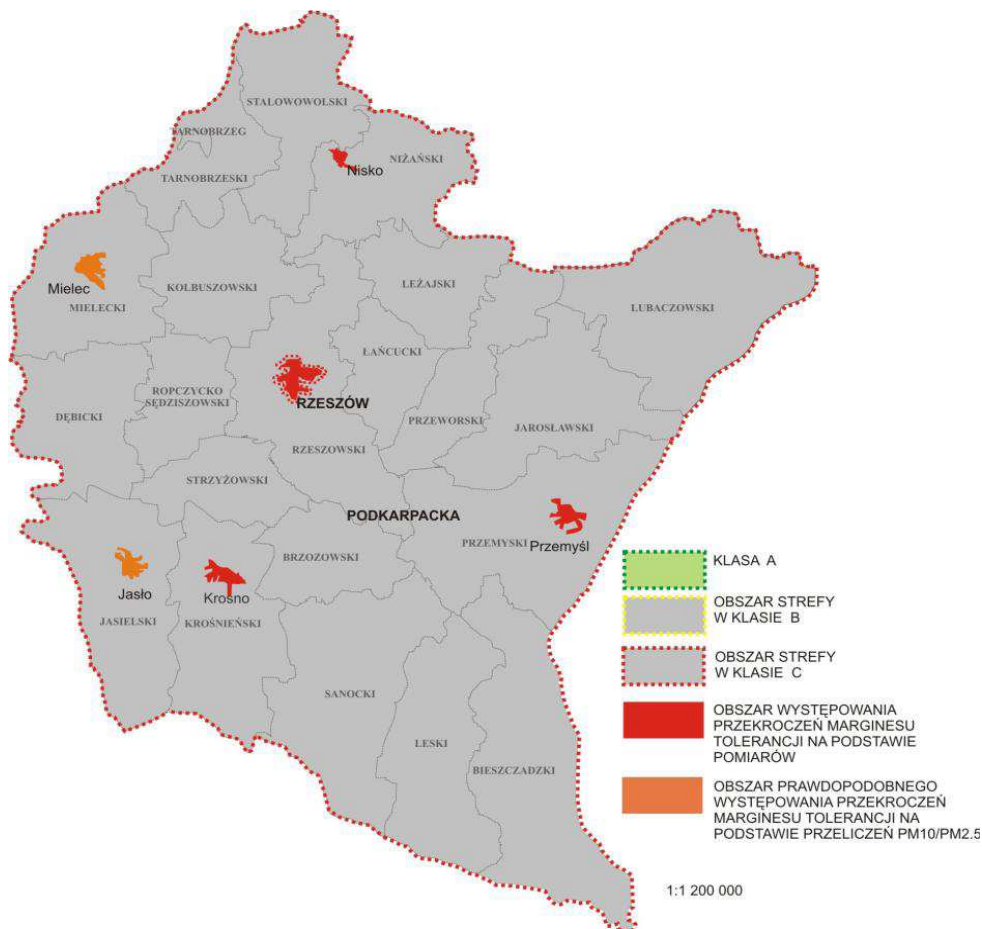 STALOWOWOLSKI
TARNOBRZEG
NIŻAŃSKI
Nisko
TARNOBRZESKI
Mielec
MIELECKI
KOLBUSZOWSKI
LEŻAJSKI
LUBACZOWSKI
ŁAŃCUCKI
ROPCZYCKO
SĘDZISZOWSKI
RZESZÓW
DĘBICKI
PRZEWORSKI
JAROSŁAWSKI
RZESZOWSKI
STRZYŻOWSKI
PODKARPACKA
PRZEMYSKI
Przemyśl
BRZOZOWSKI
Jasło
Krosno
JASIELSKI
KROŚNIEŃSKI
SANOCKI
LESKI
BIESZCZADZKI
KLASA A
OBSZAR STREFY
W KLASIE B
OBSZAR STREFY
W KLASIE C
OBSZAR WYSTĘPOWANIA
PRZEKROCZEŃ MARGINESU
TOLERANCJI NA PODSTAWIE
POMIARÓW
OBSZAR PRAWDOPODOBNEGO
WYSTĘPOWANIA PRZEKROCZEŃ
MARGINESU TOLERANCJI NA
PODSTAWIE PRZELICZEŃ PM10/PM2.5
1:1 200 000